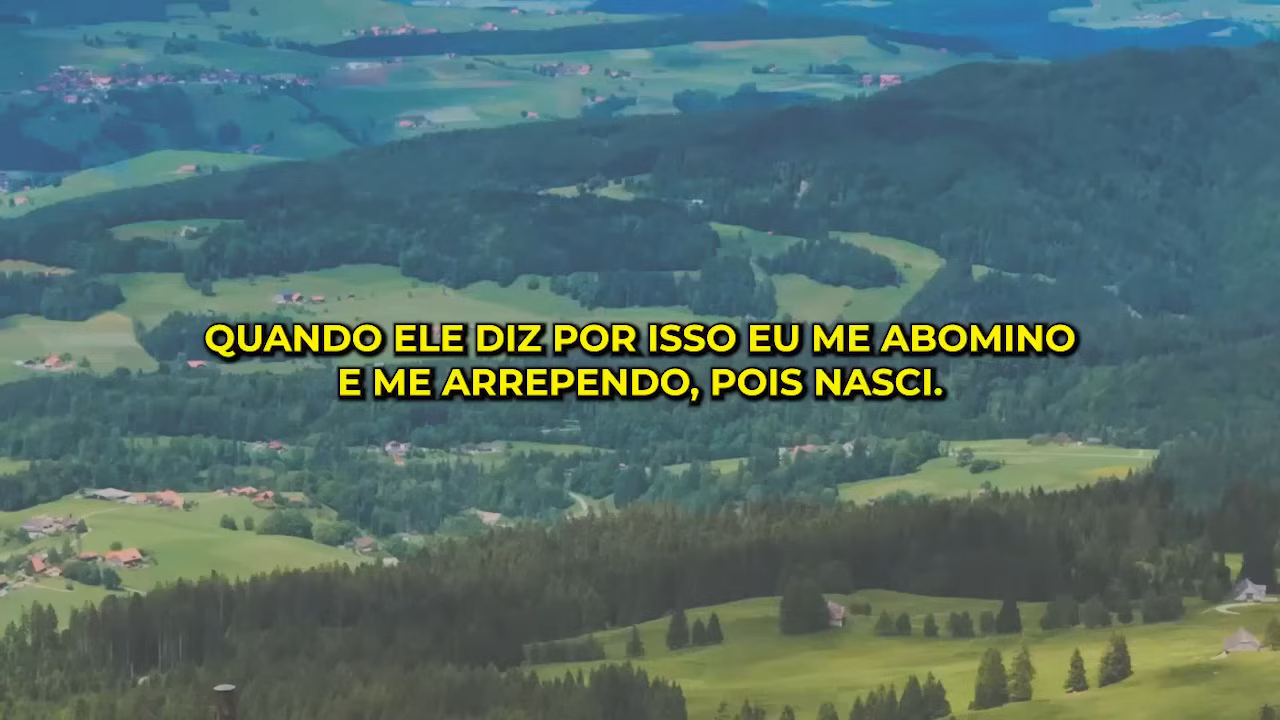 QUANDO ELE DIZ POR ISSO EU ME ABOMINO
E ME ARREPENDO, POIS NASCI.